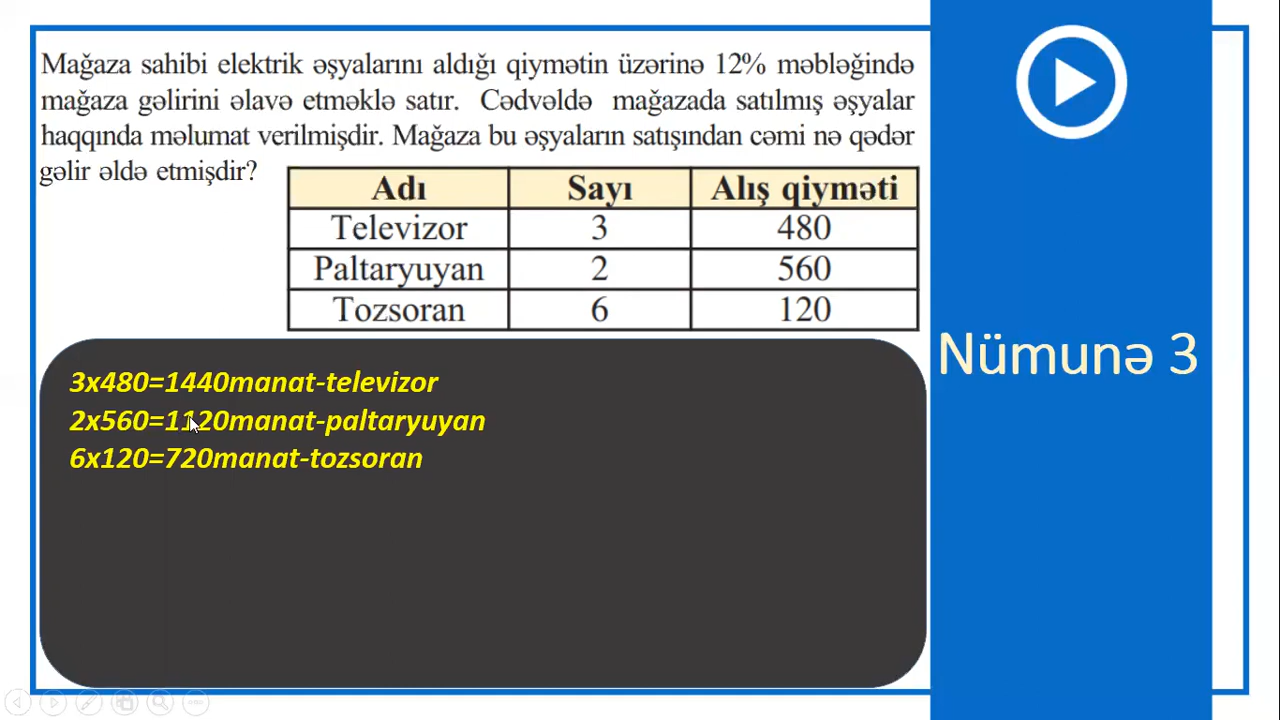 Mağaza sahibi elektrik əşyalarını aldığı qiymətin üzərinə 12% məbləğində
mağaza gəlirini əlavə etməklə satır. Cədvəldə mağazada satılmış əşyalar
haqqında məlumat verilmişdir. Mağaza bu əşyaların satışından cəmi nə qədər
gəlir əldə etmişdir?
Adı Sayı Alış qiyməti
Televizor 3 480
Paltaryuyan 2 560
Tozsoran 6 120
3x480=1440manat-televizor
2x560=1120manat-paltaryuyan
6x120=720manat-tozsoran
Nümunə 3